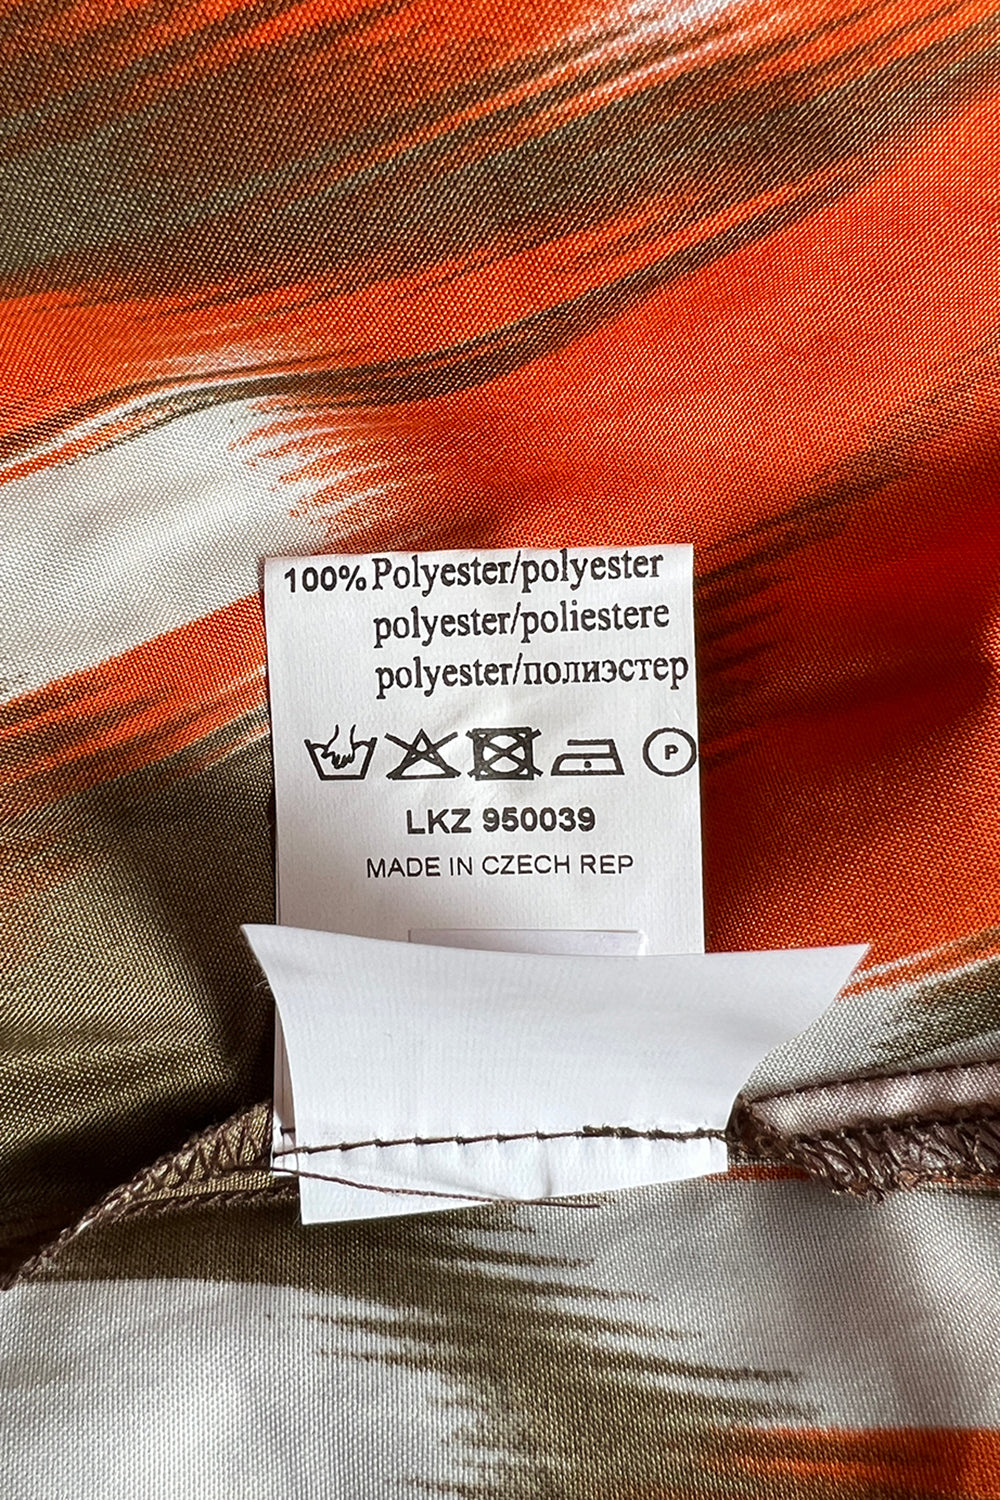 100% Polyester/polyester
polyester/poliestere
polyester/полиэстер
P
LKZ 950039
MADE IN CZECH REP